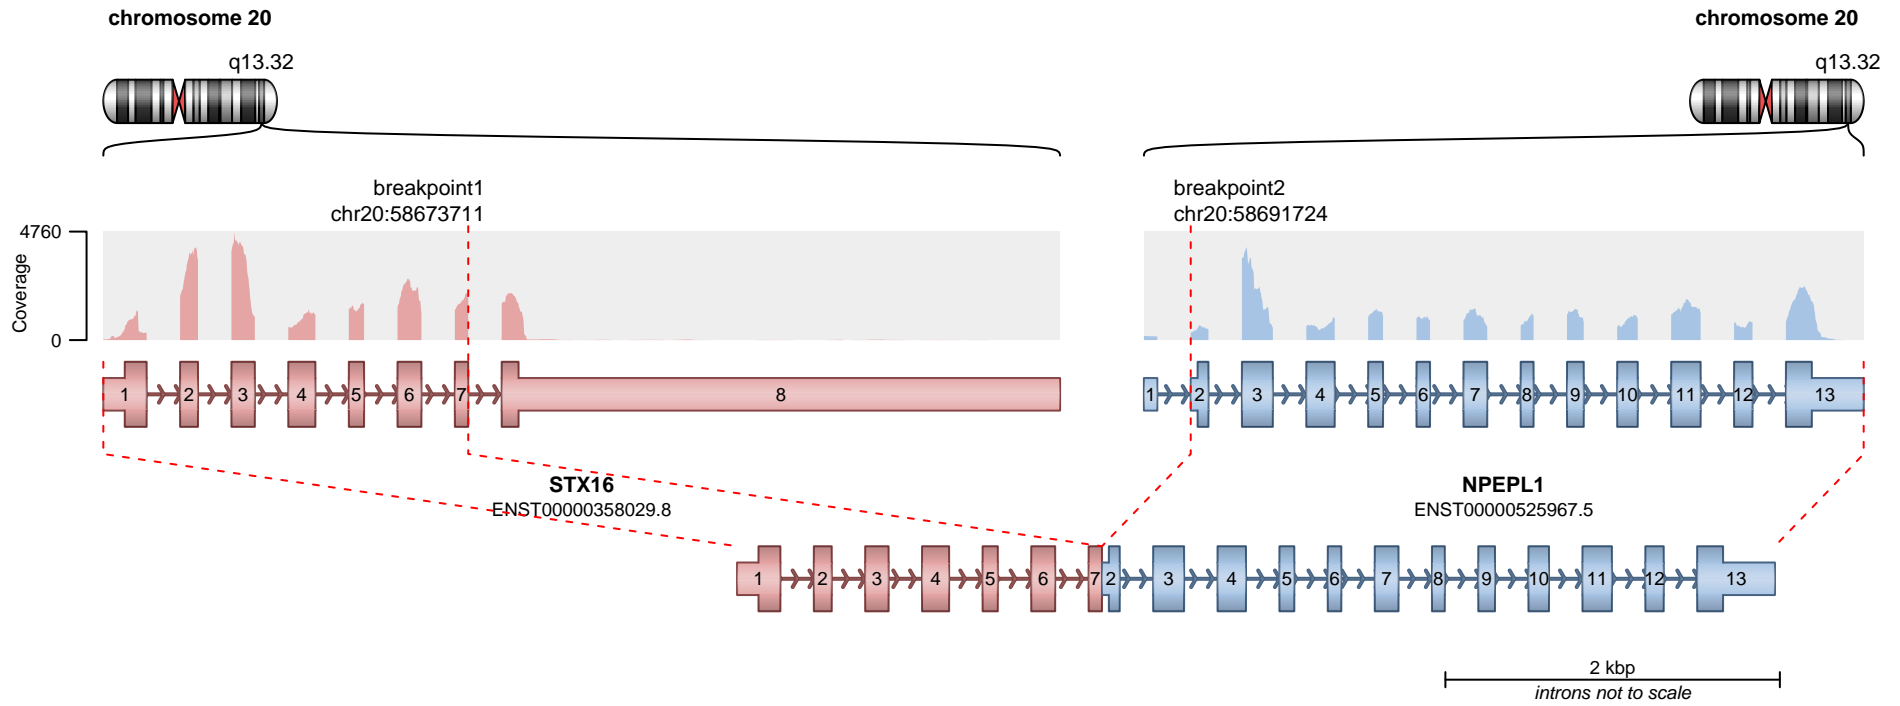 chromosome 20
chromosome 20
q13.32
q13.32
breakpoint1
chr20:58673711
breakpoint2
chr20:58691724
4760
0
Coverage
1 2 3 4 5 6 7 8
1 2 3 4 5 6 7 8 9 10 11 12 13
STX16
ENST00000358029.8
NPEPL1
ENST00000525967.5
1 2 3 4 5 6 7 2 3 4 5 6 7 8 9 10 11 12 13
2 kbp
introns not to scale